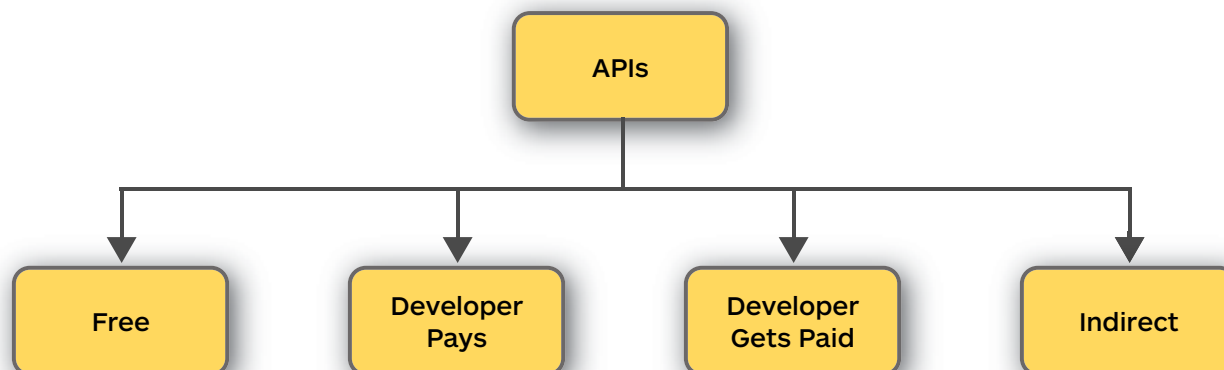 APIs
Free
Developer
Pays
Developer
Gets Paid
Indirect